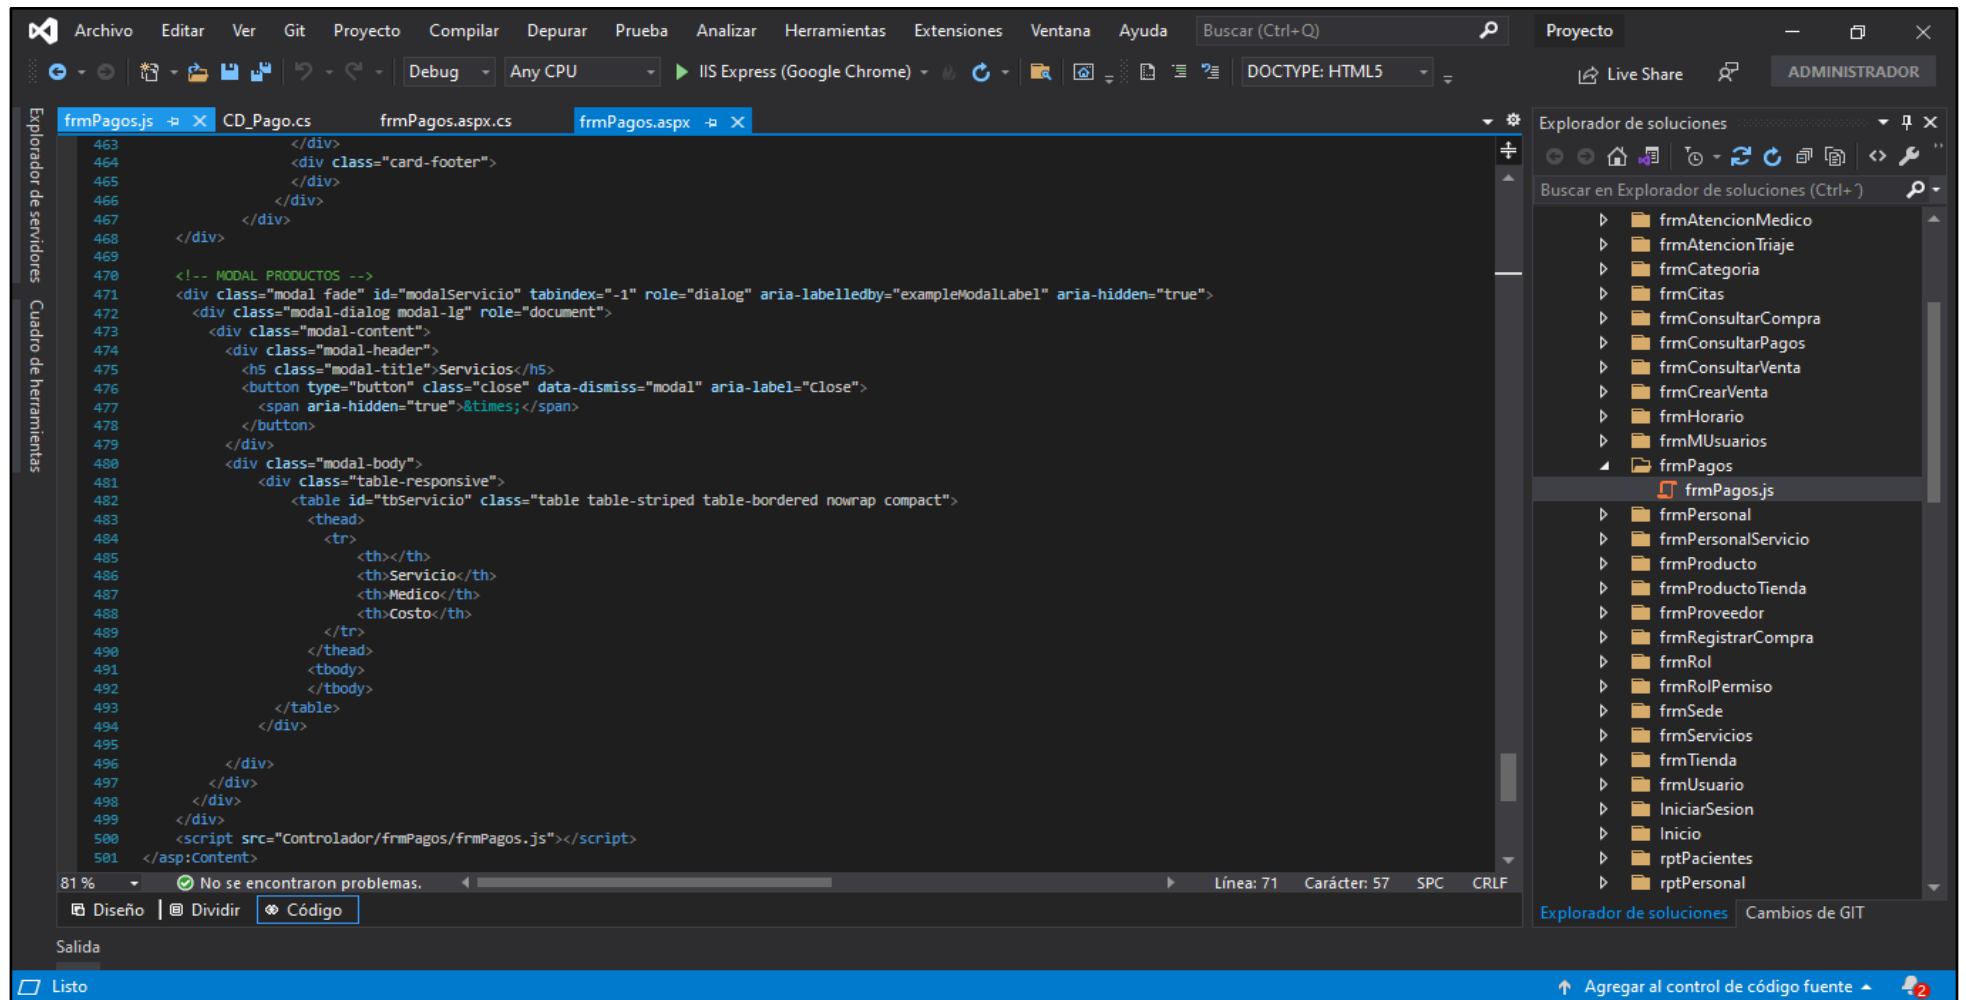 Archivo Editar Ver Git Proyecto Compilar Depurar Prueba Analizar Herramientas Extensiones Ventana Ayuda Buscar (Ctrl+Q) Proyecto
Debug Any CPU IIS Express (Google Chrome) DOCTYPE: HTML5 Live Share ADMINISTRADOR
Explorador de servidores
Cuadro de herramientas
frmPagos.js CD_Pago.cs frmPagos.aspx.cs frmPagos.aspx
463 </div>
464 <div class="card-footer">
465 </div>
466 </div>
467 </div>
468 </div>
469
470 <!-- MODAL PRODUCTOS -->
471 <div class="modal fade" id="modalServicio" tabindex="-1" role="dialog" aria-labelledby="exampleModalLabel" aria-hidden="true">
472 <div class="modal-dialog modal-lg" role="document">
473 <div class="modal-content">
474 <div class="modal-header">
475 <h5 class="modal-title">Servicios</h5>
476 <button type="button" class="close" data-dismiss="modal" aria-label="Close">
477 <span aria-hidden="true">&times;</span>
478 </button>
479 </div>
480 <div class="modal-body">
481 <div class="table-responsive">
482 <table id="tbServicio" class="table table-striped table-bordered nowrap compact">
483 <thead>
484 <tr>
485 <th></th>
486 <th>Servicio</th>
487 <th>Medico</th>
488 <th>Costo</th>
489 </tr>
490 </thead>
491 <tbody>
492 </tbody>
493 </table>
494 </div>
495
496 </div>
497 </div>
498 </div>
499 </div>
500 <script src="Controlador/frmPagos/frmPagos.js"></script>
501 </asp:Content>
81 % No se encontraron problemas. Línea: 71 Carácter: 57 SPC CRLF
Diseño Dividir Código
Salida
Explorador de soluciones
Buscar en Explorador de soluciones (Ctrl+´)
frmAtencionMedico
frmAtencionTriaje
frmCategoria
frmCitas
frmConsultarCompra
frmConsultarPagos
frmConsultarVenta
frmCrearVenta
frmHorario
frmMUsuarios
frmPagos
frmPagos.js
frmPersonal
frmPersonalServicio
frmProducto
frmProductoTienda
frmProveedor
frmRegistrarCompra
frmRol
frmRolPermiso
frmSede
frmServicios
frmTienda
frmUsuario
IniciarSesion
Inicio
rptPacientes
rptPersonal
Explorador de soluciones Cambios de GIT
Listo Agregar al control de código fuente 2